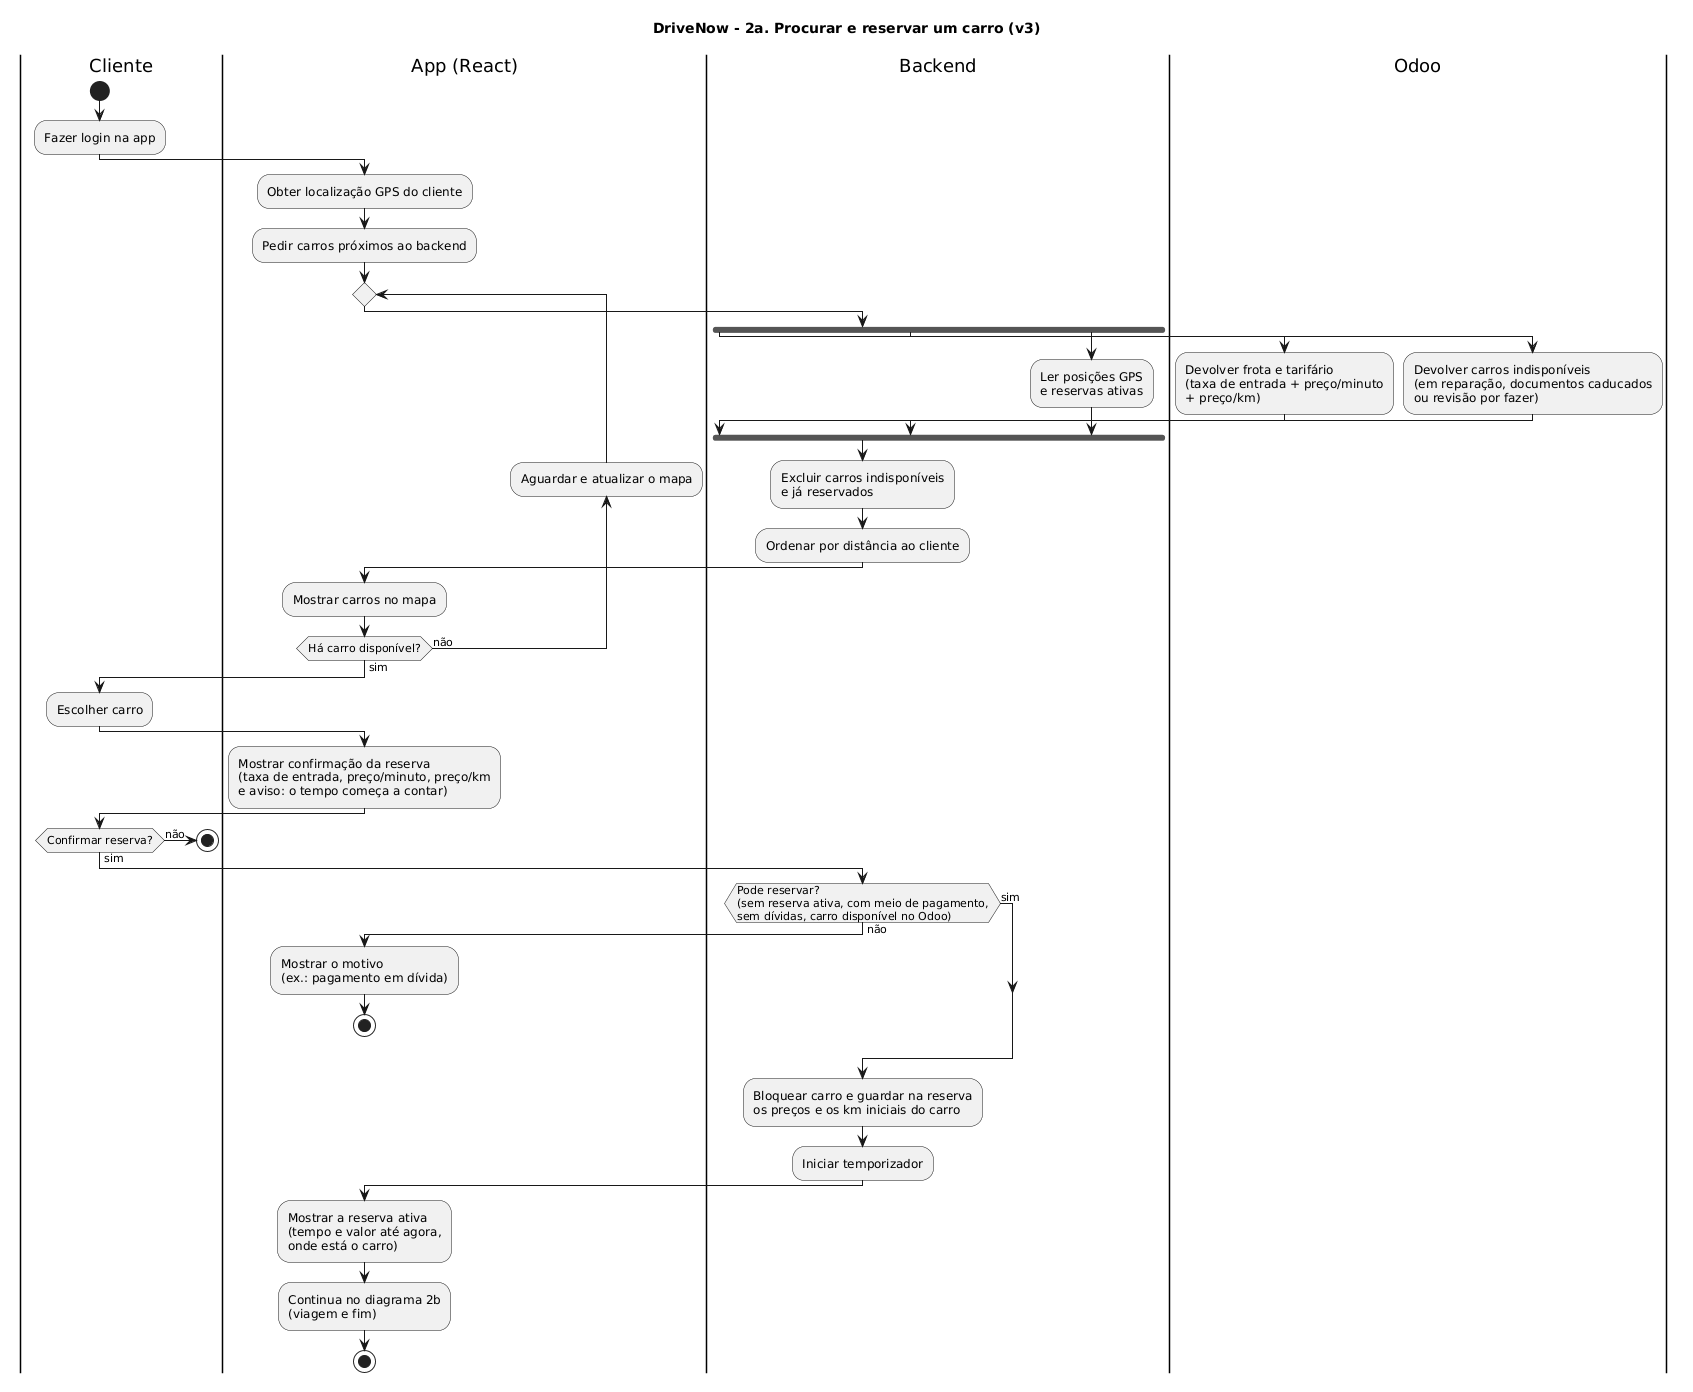 DriveNow - 2a. Procurar e reservar um carro (v3)
Cliente
App (React)
Backend
Odoo
Fazer login na app
Obter localização GPS do cliente
Pedir carros próximos ao backend
Ler posições GPS
e reservas ativas
Devolver frota e tarifário
(taxa de entrada + preço/minuto
+ preço/km)
Devolver carros indisponíveis
(em reparação, documentos caducados
ou revisão por fazer)
Aguardar e atualizar o mapa
Excluir carros indisponíveis
e já reservados
Ordenar por distância ao cliente
Mostrar carros no mapa
Há carro disponível?
não
sim
Escolher carro
Mostrar confirmação da reserva
(taxa de entrada, preço/minuto, preço/km
e aviso: o tempo começa a contar)
Confirmar reserva?
não
sim
Pode reservar?
(sem reserva ativa, com meio de pagamento,
sem dívidas, carro disponível no Odoo)
sim
não
Mostrar o motivo
(ex.: pagamento em dívida)
Bloquear carro e guardar na reserva
os preços e os km iniciais do carro
Iniciar temporizador
Mostrar a reserva ativa
(tempo e valor até agora,
onde está o carro)
Continua no diagrama 2b
(viagem e fim)